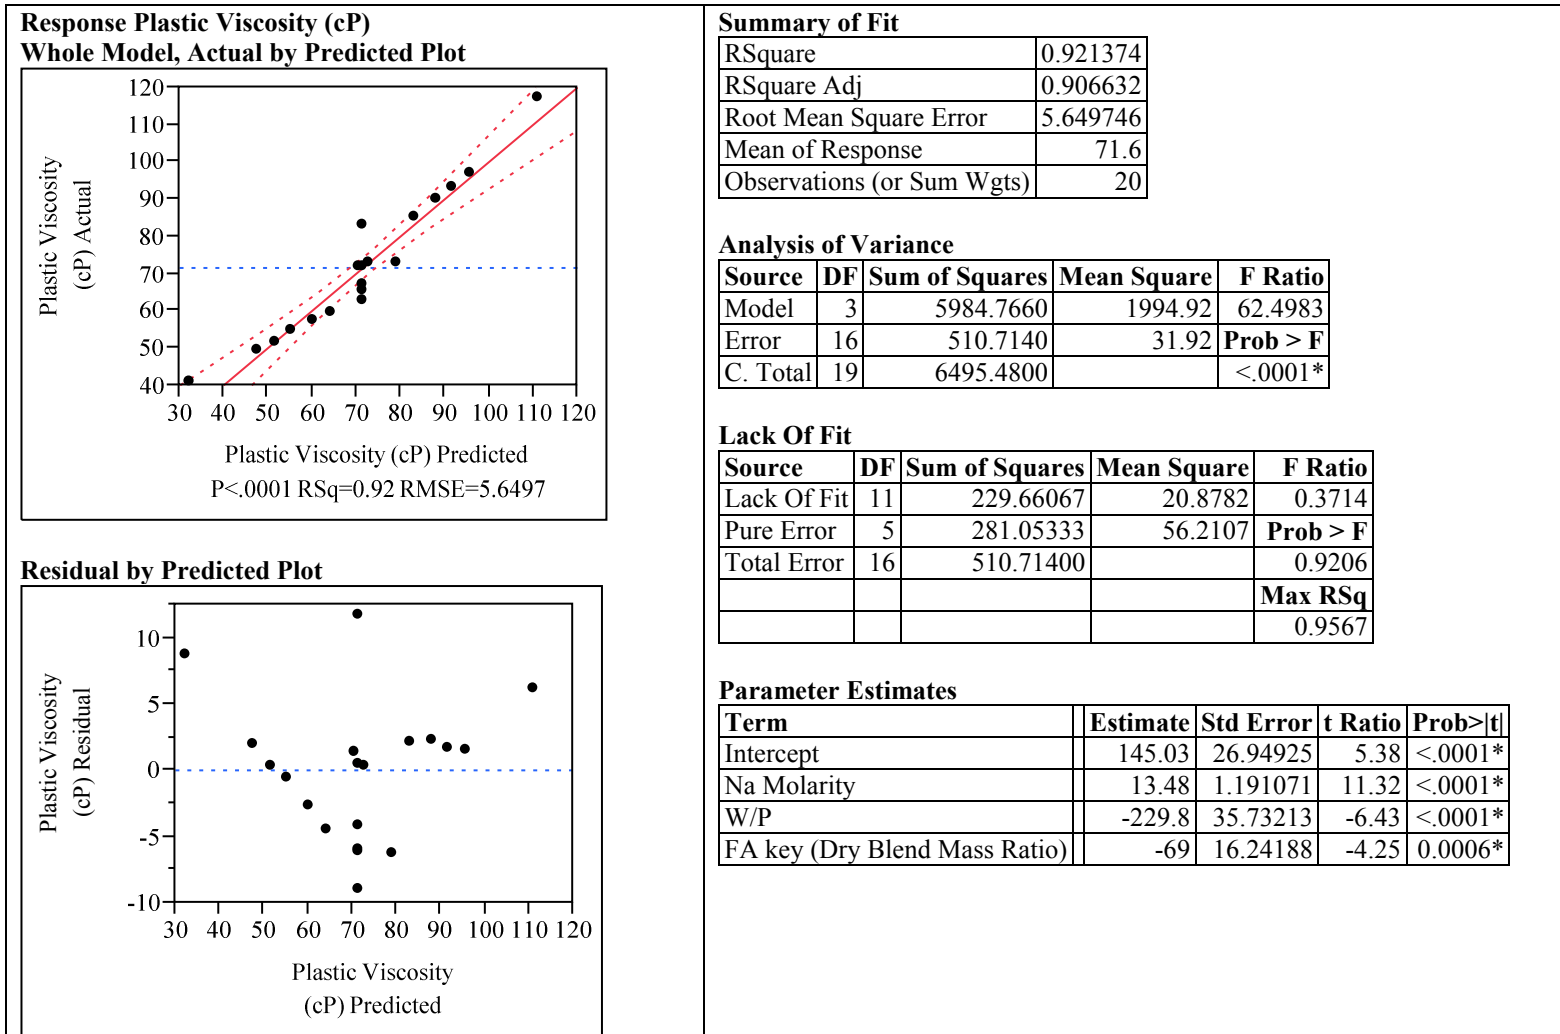 Response Plastic Viscosity (cP)
Whole Model, Actual by Predicted Plot
120
110
100
90
80
70
60
50
40
Plastic Viscosity
(cP) Actual
30 40 50 60 70 80 90 100 110 120
Plastic Viscosity (cP) Predicted
P<.0001 RSq=0.92 RMSE=5.6497
Residual by Predicted Plot
10
5
0
-5
-10
Plastic Viscosity
(cP) Residual
30 40 50 60 70 80 90 100 110 120
Plastic Viscosity
(cP) Predicted
Summary of Fit
RSquare 0.921374
RSquare Adj 0.906632
Root Mean Square Error 5.649746
Mean of Response 71.6
Observations (or Sum Wgts) 20
Analysis of Variance
Source DF Sum of Squares Mean Square F Ratio
Model 3 5984.7660 1994.92 62.4983
Error 16 510.7140 31.92 Prob > F
C. Total 19 6495.4800 <.0001*
Lack Of Fit
Source DF Sum of Squares Mean Square F Ratio
Lack Of Fit 11 229.66067 20.8782 0.3714
Pure Error 5 281.05333 56.2107 Prob > F
Total Error 16 510.71400 0.9206
Max RSq
0.9567
Parameter Estimates
Term Estimate Std Error t Ratio Prob>|t|
Intercept 145.03 26.94925 5.38 <.0001*
Na Molarity 13.48 1.191071 11.32 <.0001*
W/P -229.8 35.73213 -6.43 <.0001*
FA key (Dry Blend Mass Ratio) -69 16.24188 -4.25 0.0006*